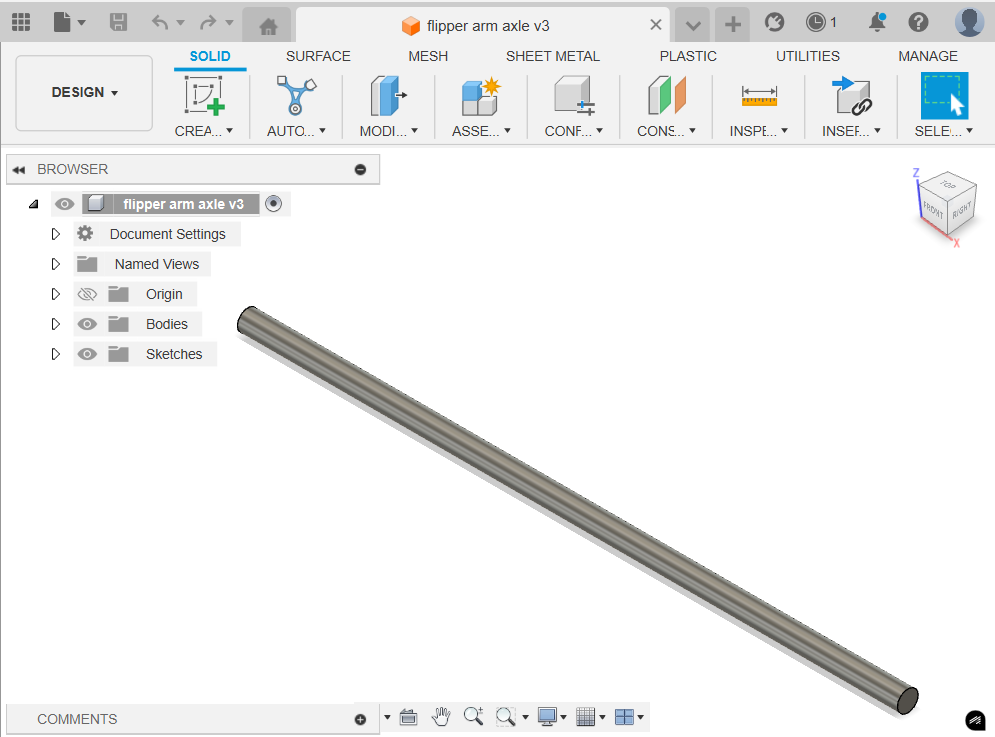 flipper arm axle v3
1
SOLID SURFACE MESH SHEET METAL PLASTIC UTILITIES MANAGE
DESIGN
CREA... AUTO... MODI... ASSE... CONF... CONS... INSPE... INSEF... SELE...
BROWSER
flipper arm axle v3
Document Settings
Named Views
Origin
Bodies
Sketches
Z
TOP
FRONT RIGHT
X
COMMENTS